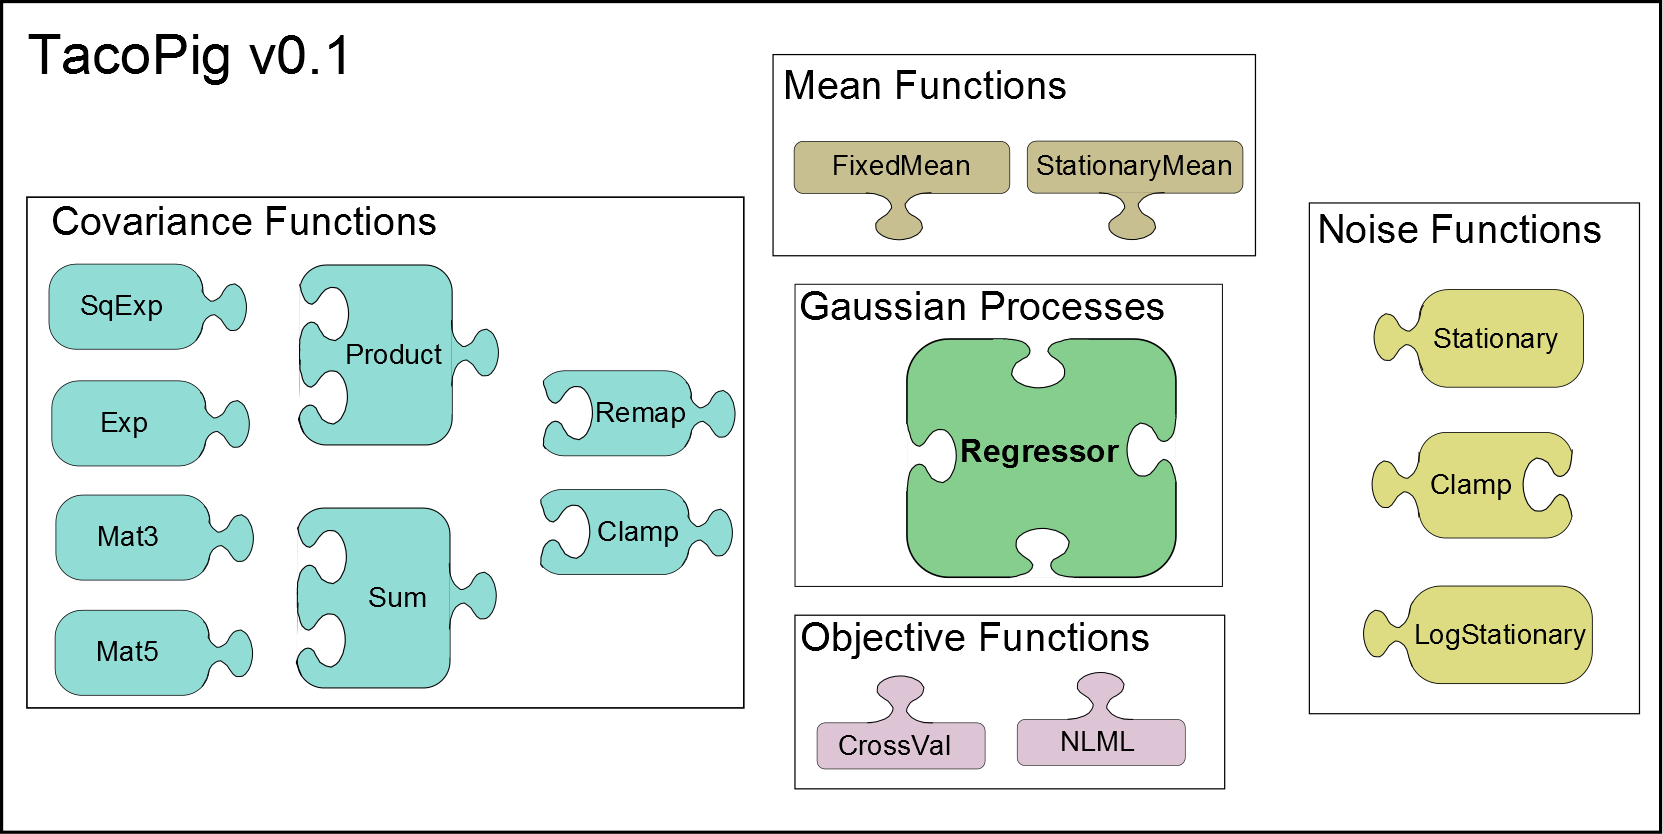 TacoPig v0.1
Covariance Functions
SqExp
Exp
Mat3
Mat5
Product
Sum
Remap
Clamp
Mean Functions
FixedMean
StationaryMean
Gaussian Processes
Regressor
Objective Functions
CrossVal
NLML
Noise Functions
Stationary
Clamp
LogStationary